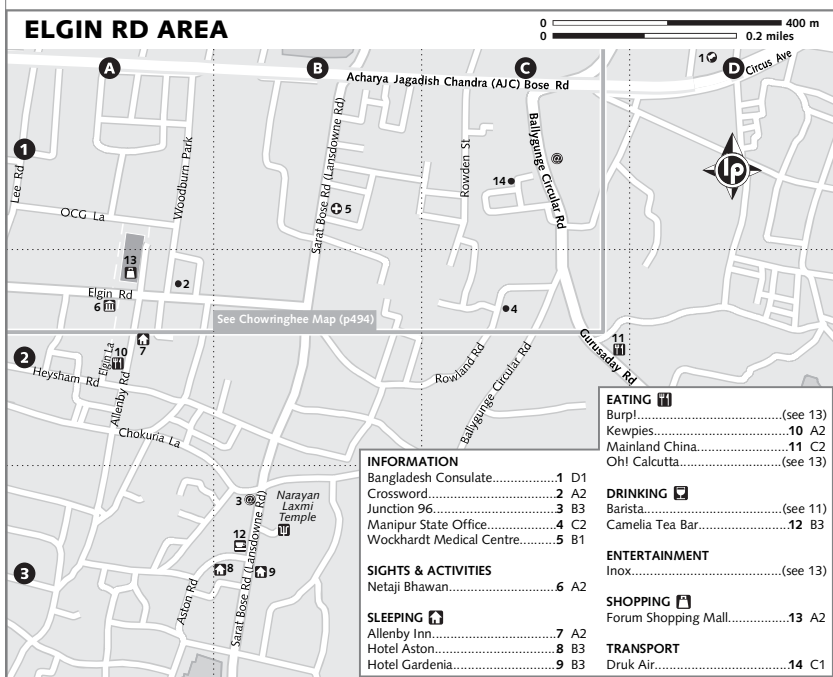 ELGIN RD AREA
0 400 m
0 0.2 miles
A
B
C
D
Acharya Jagadish Chandra (AJC) Bose Rd
1
Circus Ave
1
Lee Rd
Woodburn Park
Sarat Bose Rd (Lansdowne Rd)
Rowden St
Ballygunge Circular Rd
@
14
5
OCG La
lp
13
2
Elgin Rd
6
See Chowringhee Map (p494)
4
7
10
Elgin La
Allenby Rd
2
Heysham Rd
11
Gurusaday Rd
Rowland Rd
Ballygunge Circular Rd
Chokuria La
3 @
Narayan
Laxmi
Temple
12
8
9
3
Aston Rd
Sarat Bose Rd (Lansdowne Rd)
INFORMATION
Bangladesh Consulate................1 D1
Crossword................................2 A2
Junction 96...............................3 B3
Manipur State Office.................4 C2
Wockhardt Medical Centre.........5 B1
SIGHTS & ACTIVITIES
Netaji Bhawan...........................6 A2
SLEEPING
Allenby Inn................................7 A2
Hotel Aston..............................8 B3
Hotel Gardenia..........................9 B3
EATING
Burp!.................................(see 13)
Kewpies.................................10 A2
Mainland China......................11 C2
Oh! Calcutta........................(see 13)
DRINKING
Barista.................................(see 11)
Camelia Tea Bar.....................12 B3
ENTERTAINMENT
Inox....................................(see 13)
SHOPPING
Forum Shopping Mall..............13 A2
TRANSPORT
Druk Air.................................14 C1